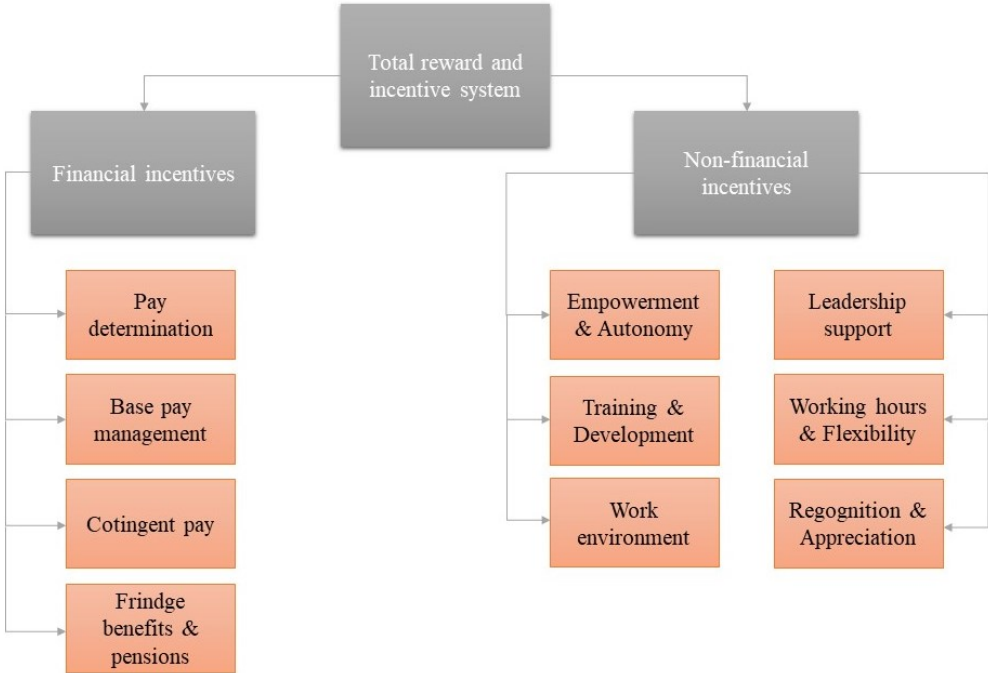 Total reward and
incentive system
Financial incentives
Non-financial
incentives
Pay
determination
Base pay
management
Cotingent pay
Frindge
benefits &
pensions
Empowerment
& Autonomy
Training &
Development
Work
environment
Leadership
support
Working hours
& Flexibility
Regognition &
Appreciation